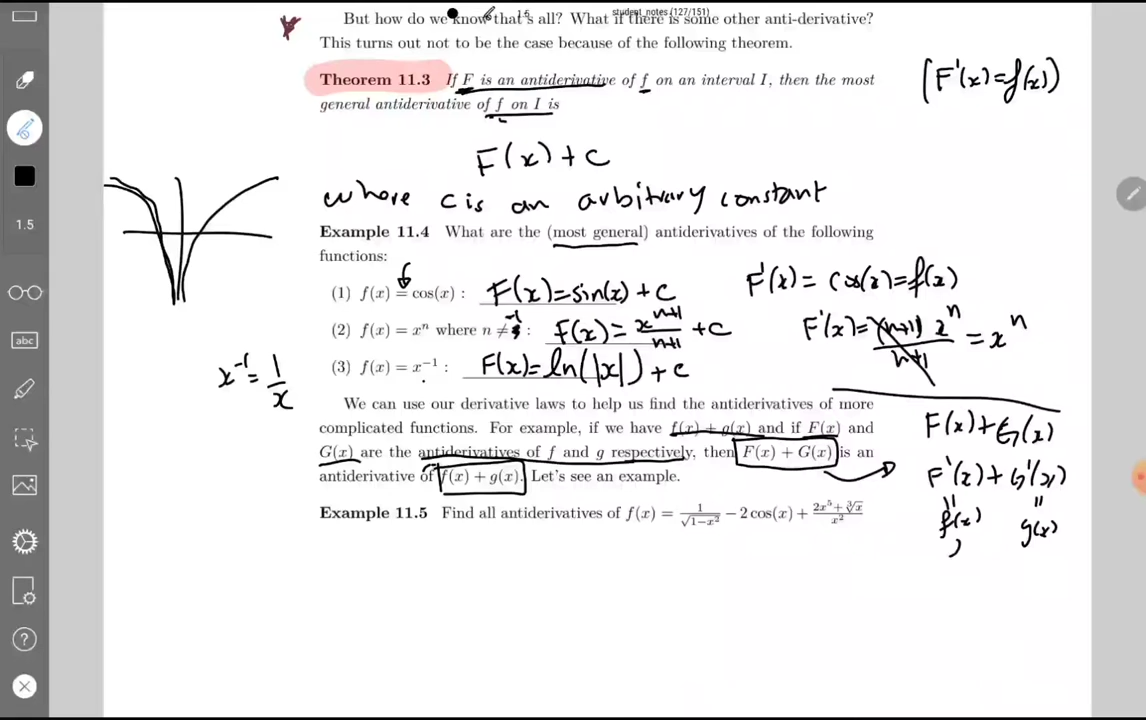 But how do we know that's all? What if there is some other anti-derivative?
student_notes (127/151)
This turns out not to be the case because of the following theorem.
Theorem 11.3 If F is an antiderivative of f on an interval I, then the most
(F'(x)=f(x))
general antiderivative of f on I is
F(x)+c
where c is an arbitrary constant
1.5
Example 11.4 What are the (most general) antiderivatives of the following
functions:
(1) f(x) = cos(x) : F(x)=sin(x)+c
F'(x)= cos(x)=f(x)
(2) f(x) = xⁿ where n ≠ -1 : F(x)= xⁿ⁺¹/n+1 +c
F'(x)= (n+1) xⁿ/n+1 = xⁿ
abc
(3) f(x) = x⁻¹ : F(x)=ln(|x|)+c
x⁻¹= 1/x
We can use our derivative laws to help us find the antiderivatives of more
complicated functions. For example, if we have f(x) + g(x) and if F(x) and
G(x) are the antiderivatives of f and g respectively, then F(x) + G(x) is an
antiderivative of f(x) + g(x). Let's see an example.
F(x)+G(x)
F'(x)+G'(x)
f(x) g(x)
Example 11.5 Find all antiderivatives of f(x) = 1/√1−x² − 2 cos(x) + 2x⁵+∛x/x²